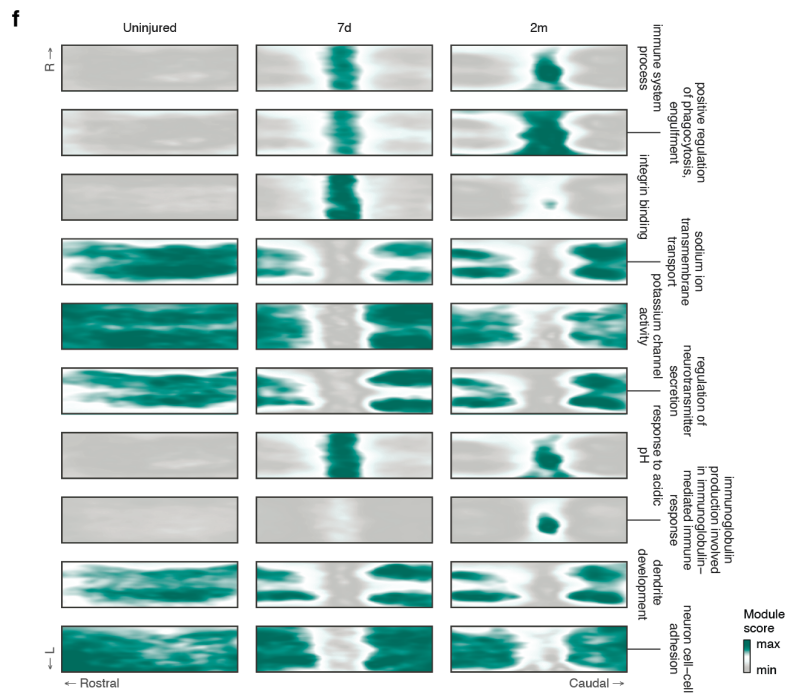 f
Uninjured
7d
2m
R →
immune system
process
positive regulation
of phagocytosis,
engulfment
integrin binding
sodium ion
transmembrane
transport
potassium channel
activity
regulation of
neurotransmitter
secretion
response to acidic
pH
immunoglobulin
production involved
in immunoglobulin−
mediated immune
response
dendrite
development
neuron cell−cell
adhesion
← L
← Rostral
Caudal →
Module
score
max
min